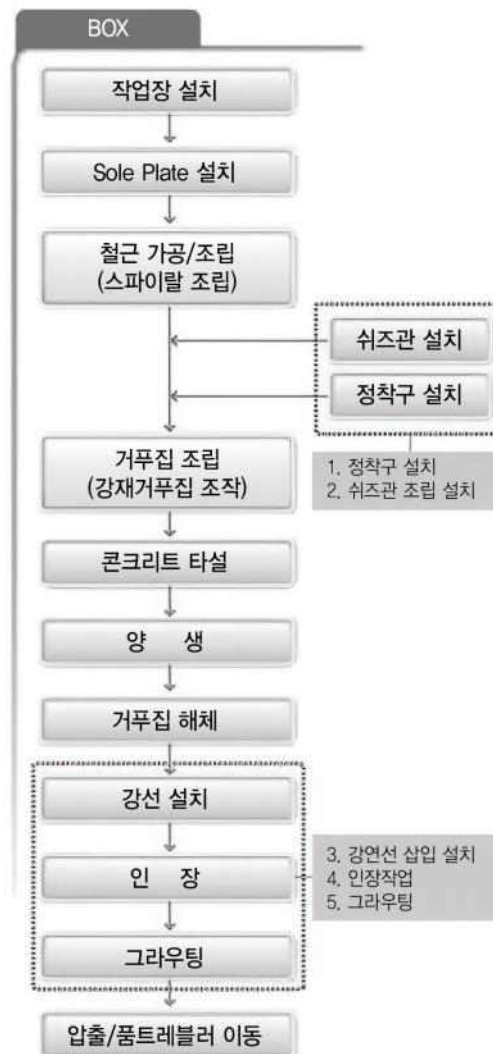 BOX
작업장 설치
Sole Plate 설치
철근 가공/조립
(스파이랄 조립)
쉬즈관 설치
정착구 설치
1. 정착구 설치
2. 쉬즈관 조립 설치
거푸집 조립
(강재거푸집 조작)
콘크리트 타설
양 생
거푸집 해체
강선 설치
인 장
그라우팅
3. 강연선 삽입 설치
4. 인장작업
5. 그라우팅
압출/품트레블러 이동